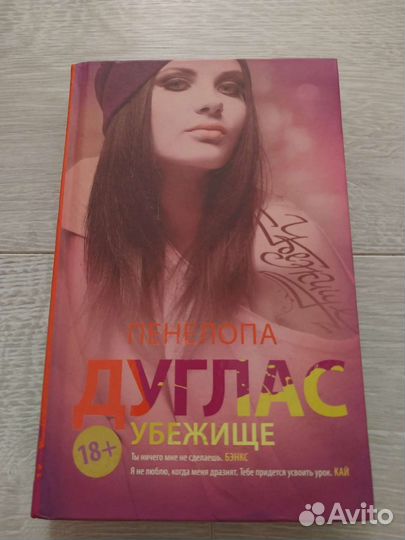 Убежище
ПЕНЕЛОПА
ДУГЛАС
УБЕЖИЩЕ
18+
Ты ничего мне не сделаешь. БЭНКС
Я не люблю, когда меня дразнят. Тебе придется усвоить урок. КАЙ
Avito